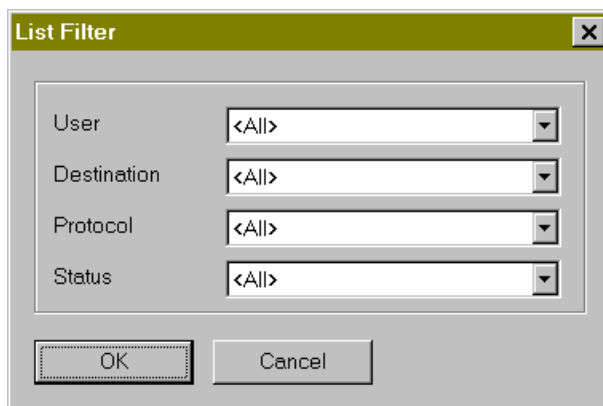 List Filter
User <All>
Destination <All>
Protocol <All>
Status <All>
OK Cancel